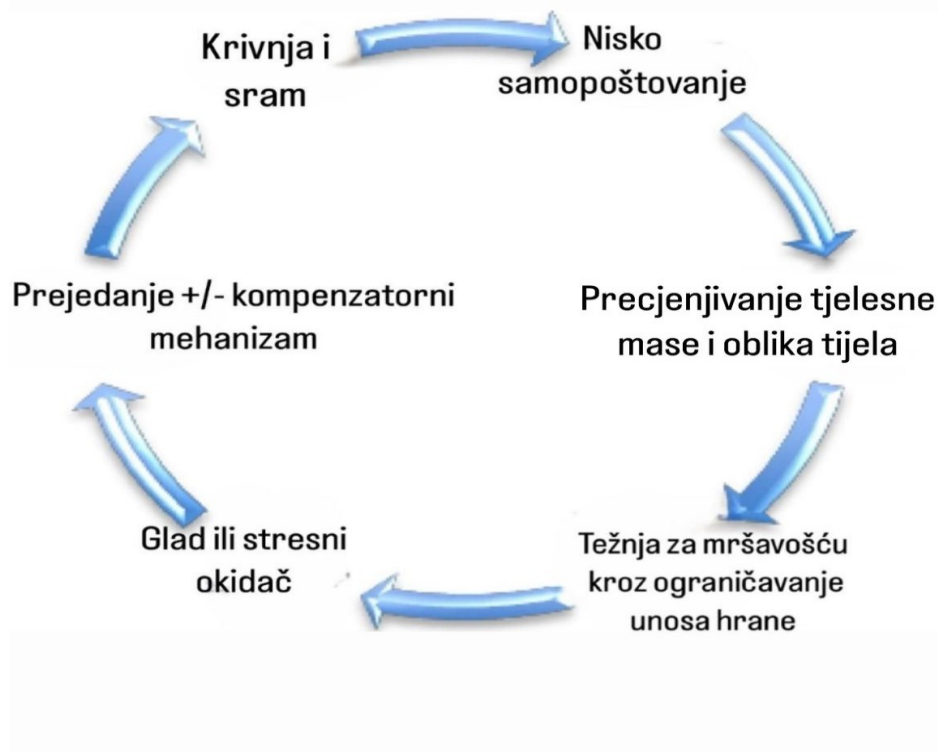 Krivnja i
sram
Nisko
samopoštovanje
Precjenjivanje tjelesne
mase i oblika tijela
Težnja za mršavošću
kroz ograničavanje
unosa hrane
Glad ili stresni
okidač
Prejedanje +/- kompenzatorni
mehanizam